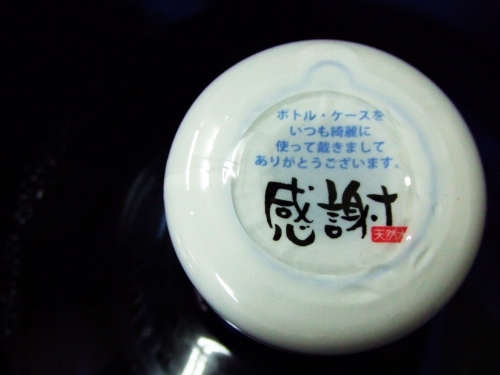 ボトル・ケースを
いつも綺麗に
使って戴きまして
ありがとうございます。
感謝
天然水